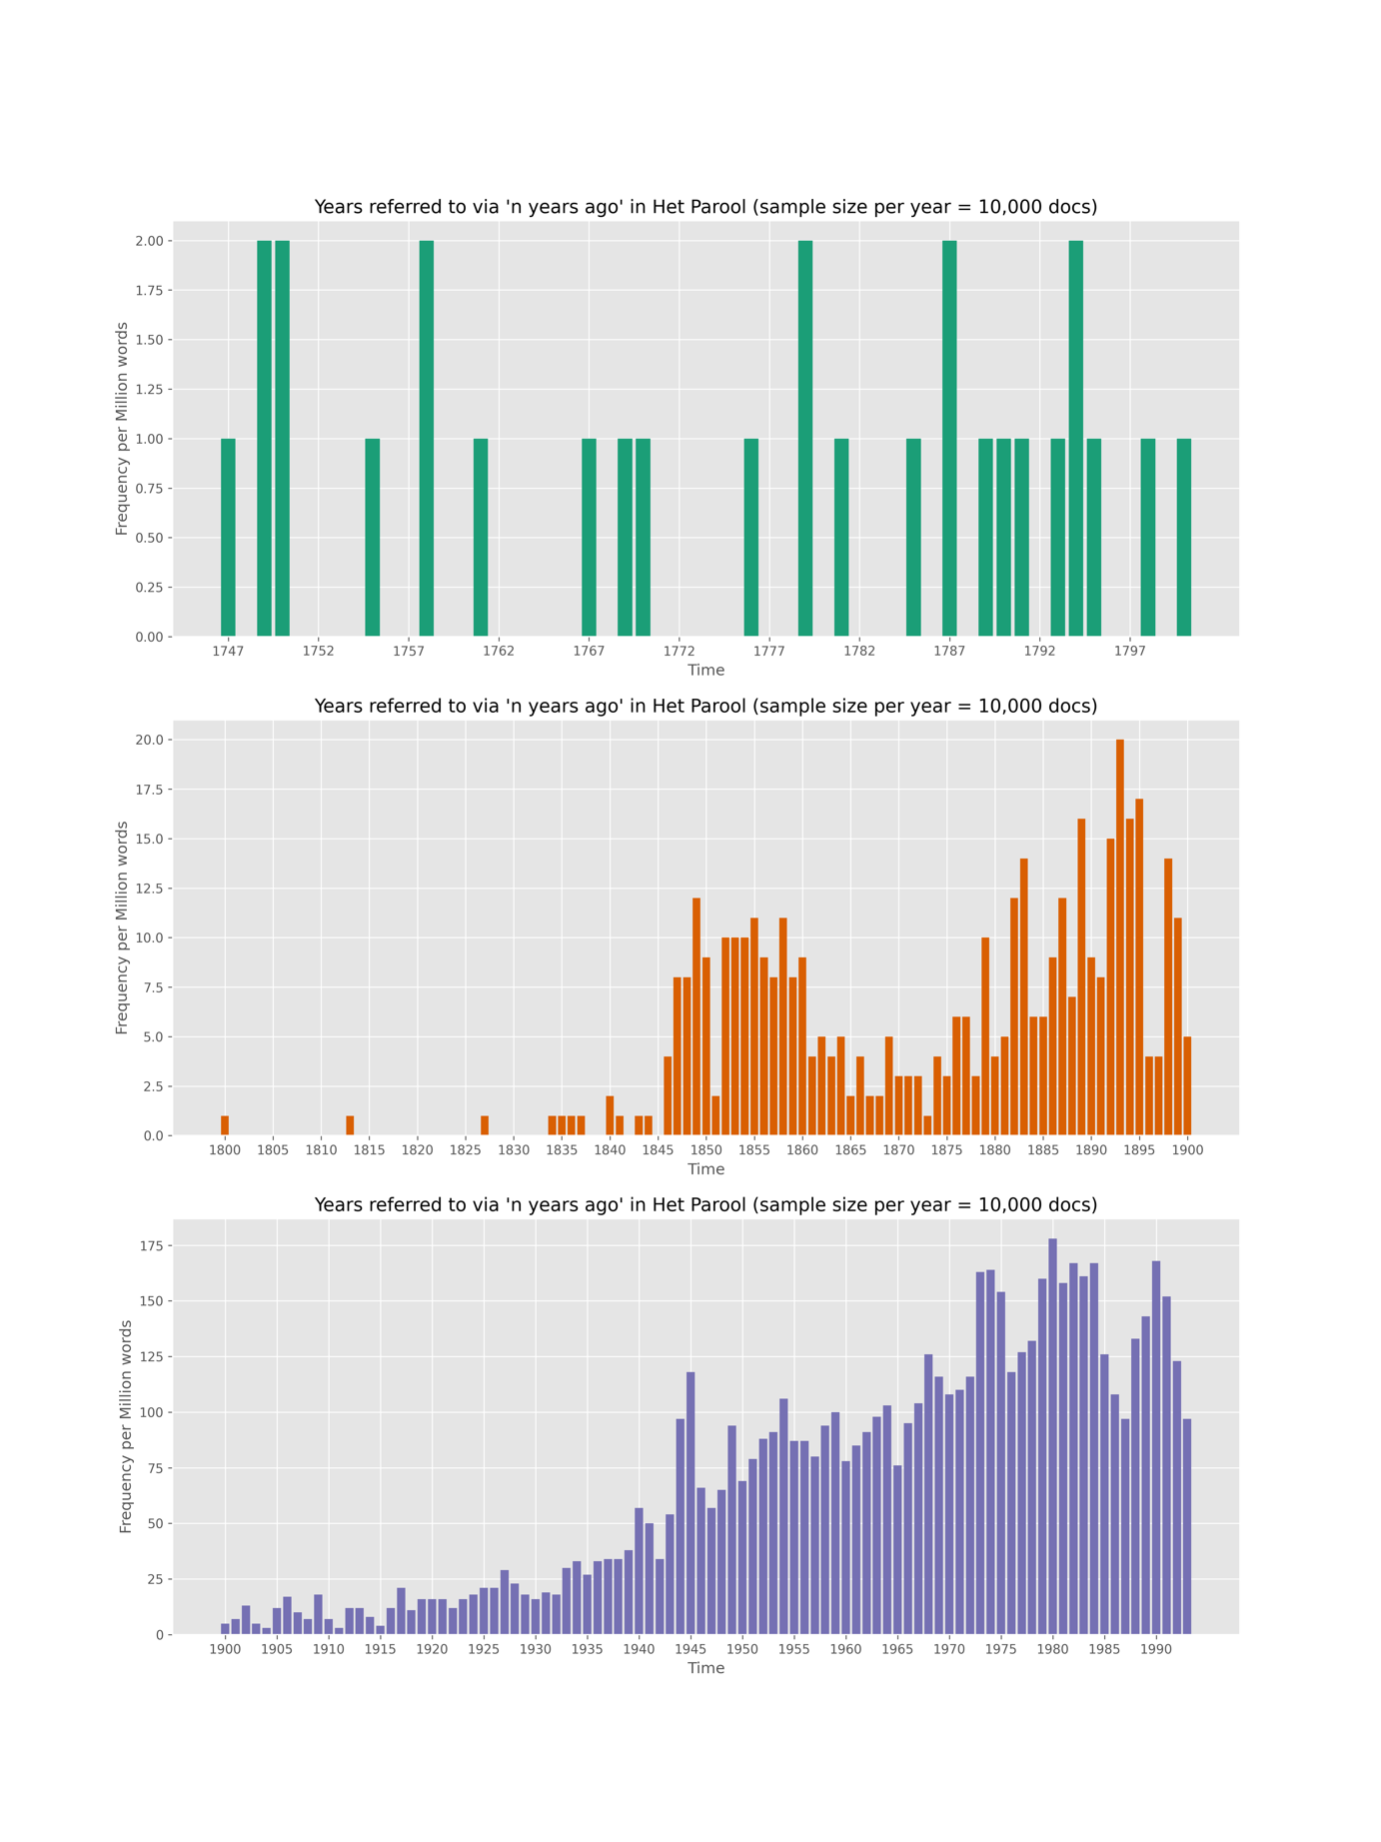 Years referred to via 'n years ago' in Het Parool (sample size per year = 10,000 docs)
2.00
1.75
1.50
1.25
1.00
0.75
0.50
0.25
0.00
Frequency per Million words
1747 1752 1757 1762 1767 1772 1777 1782 1787 1792 1797
Time
Years referred to via 'n years ago' in Het Parool (sample size per year = 10,000 docs)
20.0
17.5
15.0
12.5
10.0
7.5
5.0
2.5
0.0
Frequency per Million words
1800 1805 1810 1815 1820 1825 1830 1835 1840 1845 1850 1855 1860 1865 1870 1875 1880 1885 1890 1895 1900
Time
Years referred to via 'n years ago' in Het Parool (sample size per year = 10,000 docs)
175
150
125
100
75
50
25
0
Frequency per Million words
1900 1905 1910 1915 1920 1925 1930 1935 1940 1945 1950 1955 1960 1965 1970 1975 1980 1985 1990
Time